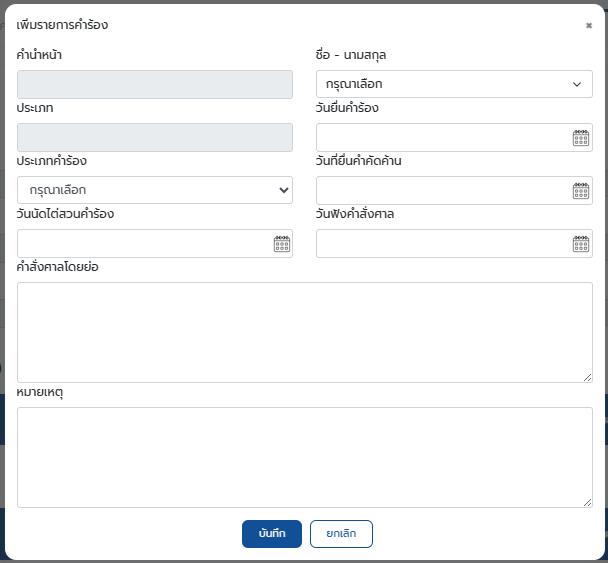 เพิ่มรายการคำร้อง ×
คำนำหน้า ชื่อ - นามสกุล
กรุณาเลือก
ประเภท วันยื่นคำร้อง
ประเภทคำร้อง วันที่ยื่นคำคัดค้าน
กรุณาเลือก
วันนัดไต่สวนคำร้อง วันฟังคำสั่งศาล
คำสั่งศาลโดยย่อ
หมายเหตุ
บันทึก ยกเลิก